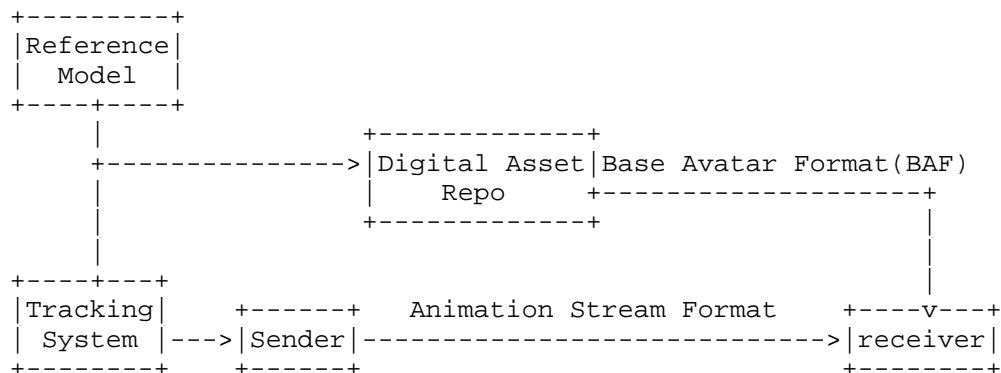 Reference
Model
Digital Asset
Repo
Base Avatar Format(BAF)
Tracking
System
Sender
Animation Stream Format
receiver